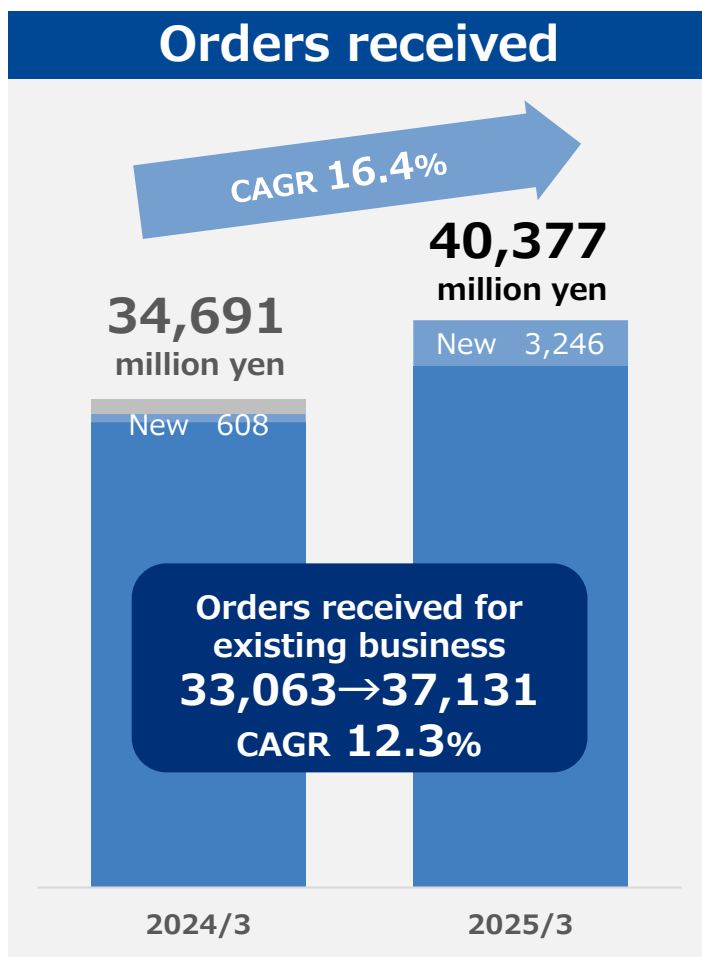 Orders received
CAGR 16.4%
40,377
million yen
34,691
million yen
New 3,246
New 608
Orders received for
existing business
33,063→37,131
CAGR 12.3%
2024/3
2025/3